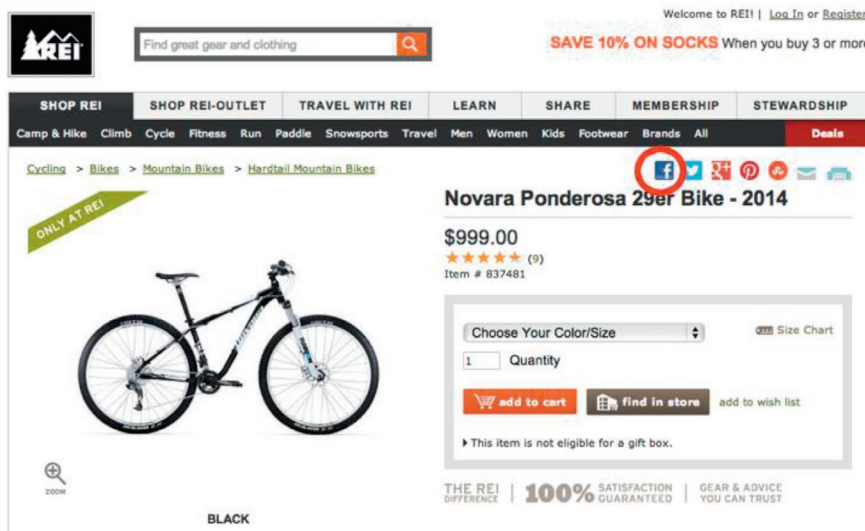 Welcome to REI! | Log In or Register
REI
Find great gear and clothing
SAVE 10% ON SOCKS When you buy 3 or more
SHOP REI SHOP REI-OUTLET TRAVEL WITH REI LEARN SHARE MEMBERSHIP STEWARDSHIP
Camp & Hike Climb Cycle Fitness Run Paddle Snowsports Travel Men Women Kids Footwear Brands All Deals
Cycling > Bikes > Mountain Bikes > Hardtail Mountain Bikes
f g+
ONLY AT REI
Novara Ponderosa 29er Bike - 2014
$999.00
(9)
Item # 837481
Choose Your Color/Size
Size Chart
1 Quantity
add to cart find in store add to wish list
This item is not eligible for a gift box.
ZOOM
THE REI DIFFERENCE | 100% SATISFACTION GUARANTEED | GEAR & ADVICE YOU CAN TRUST
BLACK